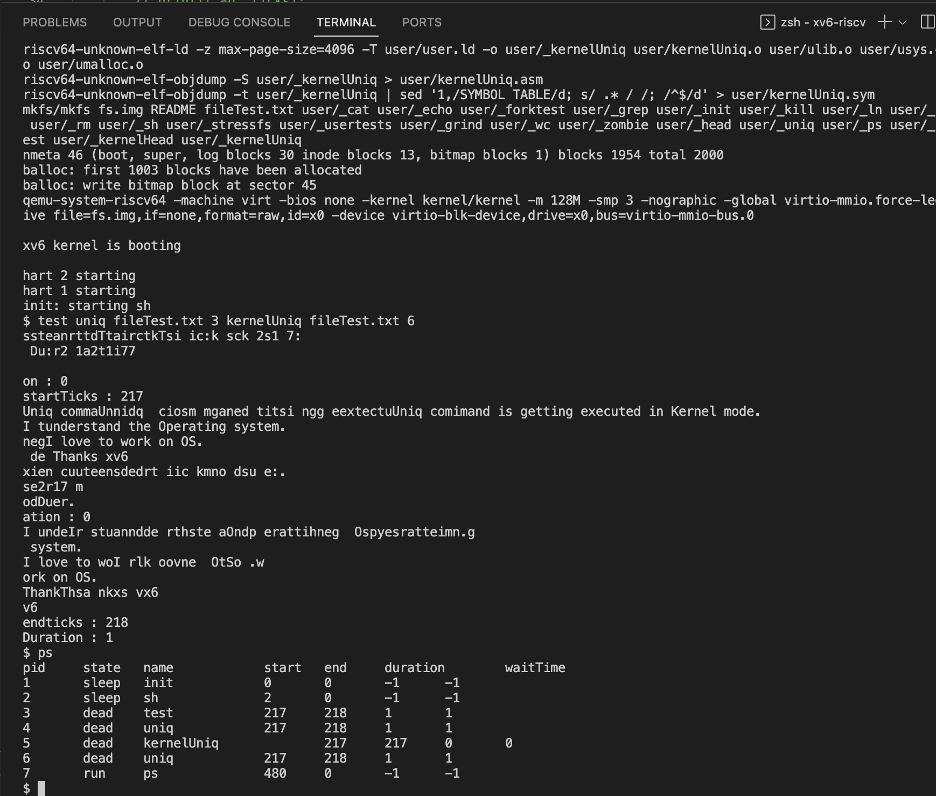 PROBLEMS OUTPUT DEBUG CONSOLE TERMINAL PORTS zsh - xv6-riscv
riscv64-unknown-elf-ld -z max-page-size=4096 -T user/user.ld -o user/_kernelUniq user/kernelUniq.o user/ulib.o user/usys.
o user/umalloc.o
riscv64-unknown-elf-objdump -S user/_kernelUniq > user/kernelUniq.asm
riscv64-unknown-elf-objdump -t user/_kernelUniq | sed '1,/SYMBOL TABLE/d; s/ .* / /; /^$/d' > user/kernelUniq.sym
mkfs/mkfs fs.img README fileTest.txt user/_cat user/_echo user/_forktest user/_grep user/_init user/_kill user/_ln user/_
user/_rm user/_sh user/_stressfs user/_usertests user/_grind user/_wc user/_zombie user/_head user/_uniq user/_ps user/_
est user/_kernelHead user/_kernelUniq
nmeta 46 (boot, super, log blocks 30 inode blocks 13, bitmap blocks 1) blocks 1954 total 2000
balloc: first 1003 blocks have been allocated
balloc: write bitmap block at sector 45
qemu-system-riscv64 -machine virt -bios none -kernel kernel/kernel -m 128M -smp 3 -nographic -global virtio-mmio.force-le
ive file=fs.img,if=none,format=raw,id=x0 -device virtio-blk-device,drive=x0,bus=virtio-mmio-bus.0
xv6 kernel is booting
hart 2 starting
hart 1 starting
init: starting sh
$ test uniq fileTest.txt 3 kernelUniq fileTest.txt 6
ssteanrttdTtairctkTsi ic:k sck 2s1 7:
Du:r2 1a2t1i77
on : 0
startTicks : 217
Uniq commaUnnidq  ciosm mganed titsi ngg eextectuUniq comimand is getting executed in Kernel mode.
I tunderstand the Operating system.
negI love to work on OS.
de Thanks xv6
xien cuuteensdedrt iic kmno dsu e:.
se2r17 m
odDuer.
ation : 0
I undeIr stuanndde rthste aOndp erattihneg  Ospyesratteimn.g
system.
I love to woI rlk oovne  OtSo .w
ork on OS.
ThankThsa nkxs vx6
v6
endticks : 218
Duration : 1
$ ps
pid state name start end duration waitTime
1 sleep init 0 0 -1 -1
2 sleep sh 2 0 -1 -1
3 dead test 217 218 1 1
4 dead uniq 217 218 1 1
5 dead kernelUniq 217 217 0 0
6 dead uniq 217 218 1 1
7 run ps 480 0 -1 -1
$